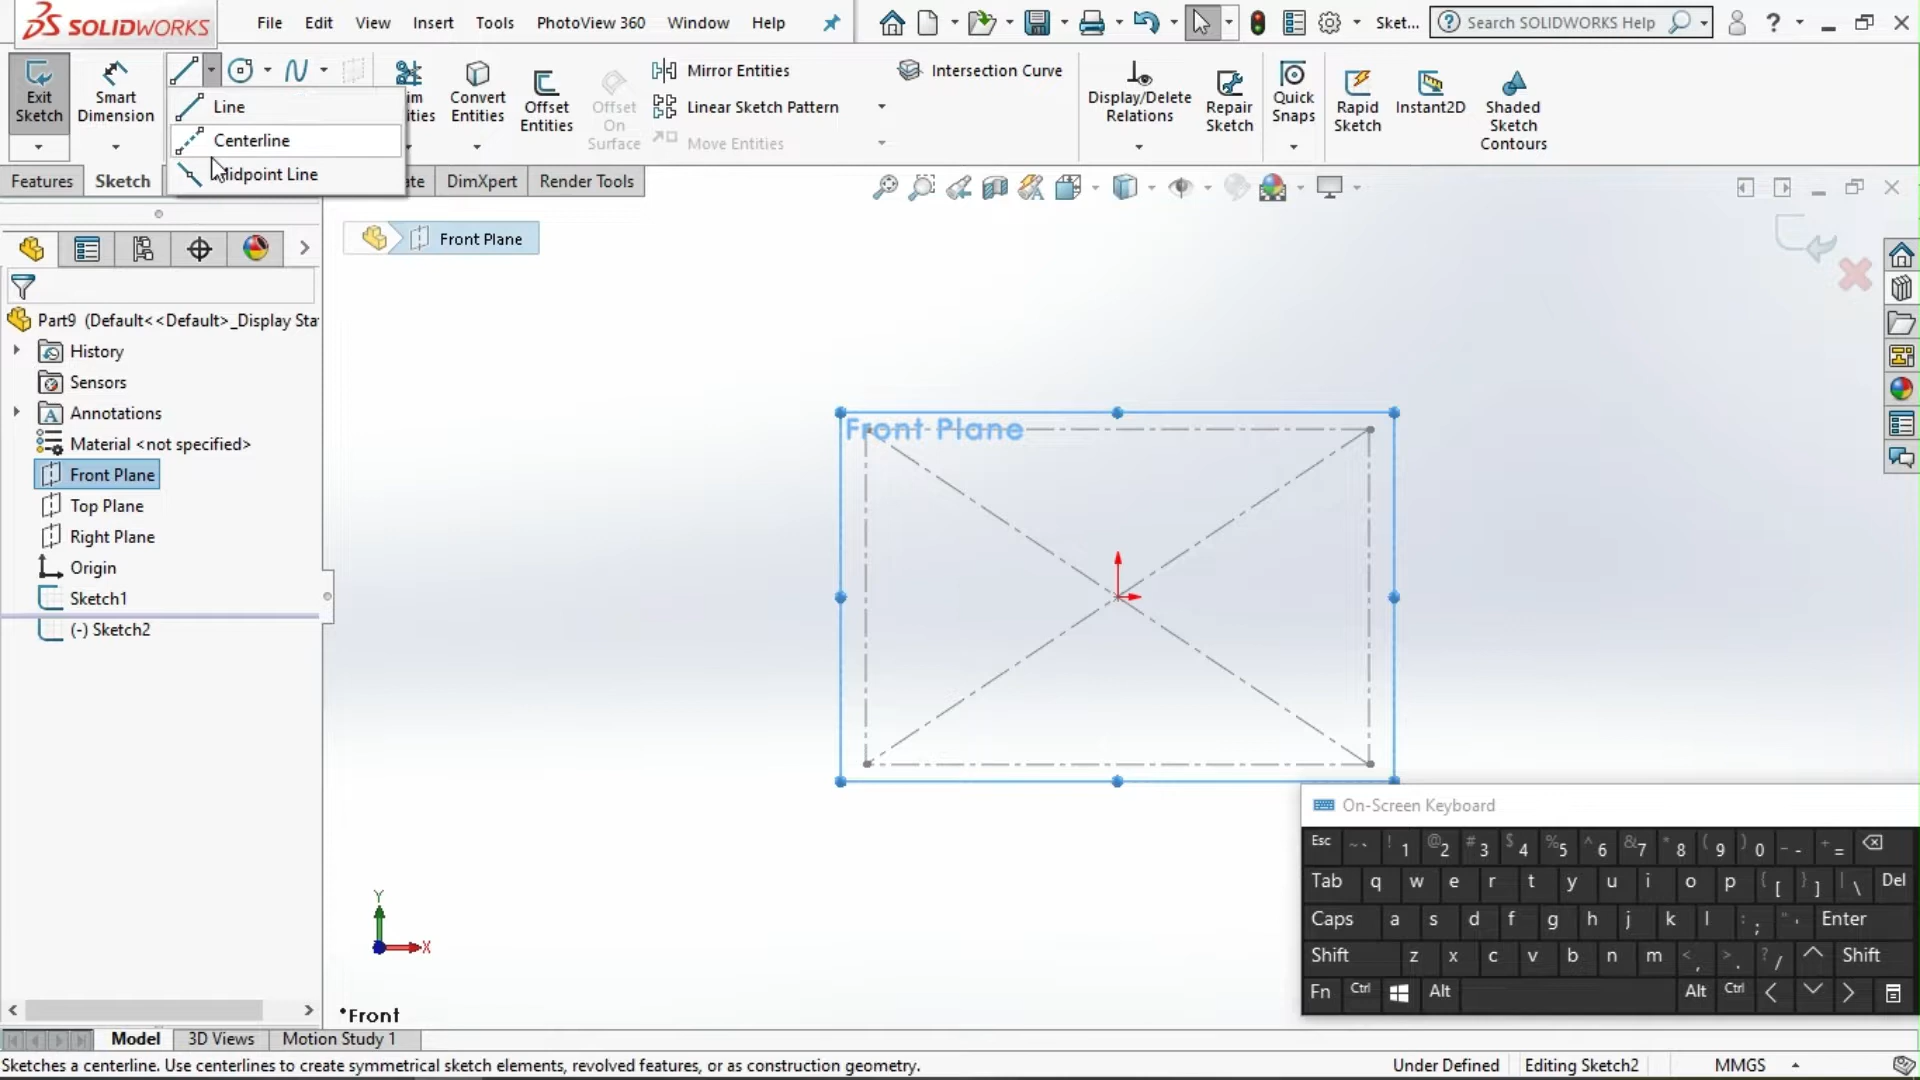 SOLIDWORKS
File Edit View Insert Tools PhotoView 360 Window Help
Sket...
Search SOLIDWORKS Help
Exit Sketch
Smart Dimension
Line
Centerline
Midpoint Line
Convert Entities
Offset Entities
Offset On Surface
Mirror Entities
Linear Sketch Pattern
Move Entities
Intersection Curve
Display/Delete Relations
Repair Sketch
Quick Snaps
Rapid Sketch
Instant2D
Shaded Sketch Contours
Features Sketch DimXpert Render Tools
Front Plane
Part9 (Default<<Default>_Display Sta
History
Sensors
Annotations
Material <not specified>
Front Plane
Top Plane
Right Plane
Origin
Sketch1
(-) Sketch2
Front Plane
Y
X
*Front
On-Screen Keyboard
Esc ~ ` ! 1 @ 2 # 3 $ 4 % 5 ^ 6 & 7 * 8 ( 9 ) 0 - - + =
Tab q w e r t y u i o p { [ } ] | \ Del
Caps a s d f g h j k l : ; " ' Enter
Shift z x c v b n m < , > . ? / Shift
Fn Ctrl Alt Alt Ctrl
Model 3D Views Motion Study 1
Sketches a centerline. Use centerlines to create symmetrical sketch elements, revolved features, or as construction geometry.
Under Defined Editing Sketch2 MMGS